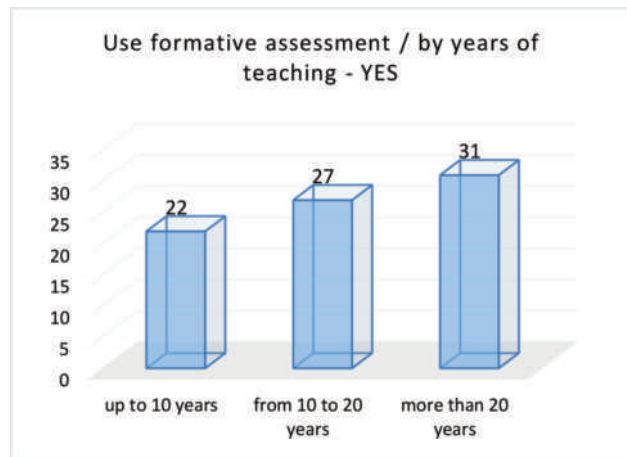 Use formative assessment / by years of
teaching - YES
35
30
25
20
15
10
5
0
22
27
31
up to 10 years
from 10 to 20
years
more than 20
years